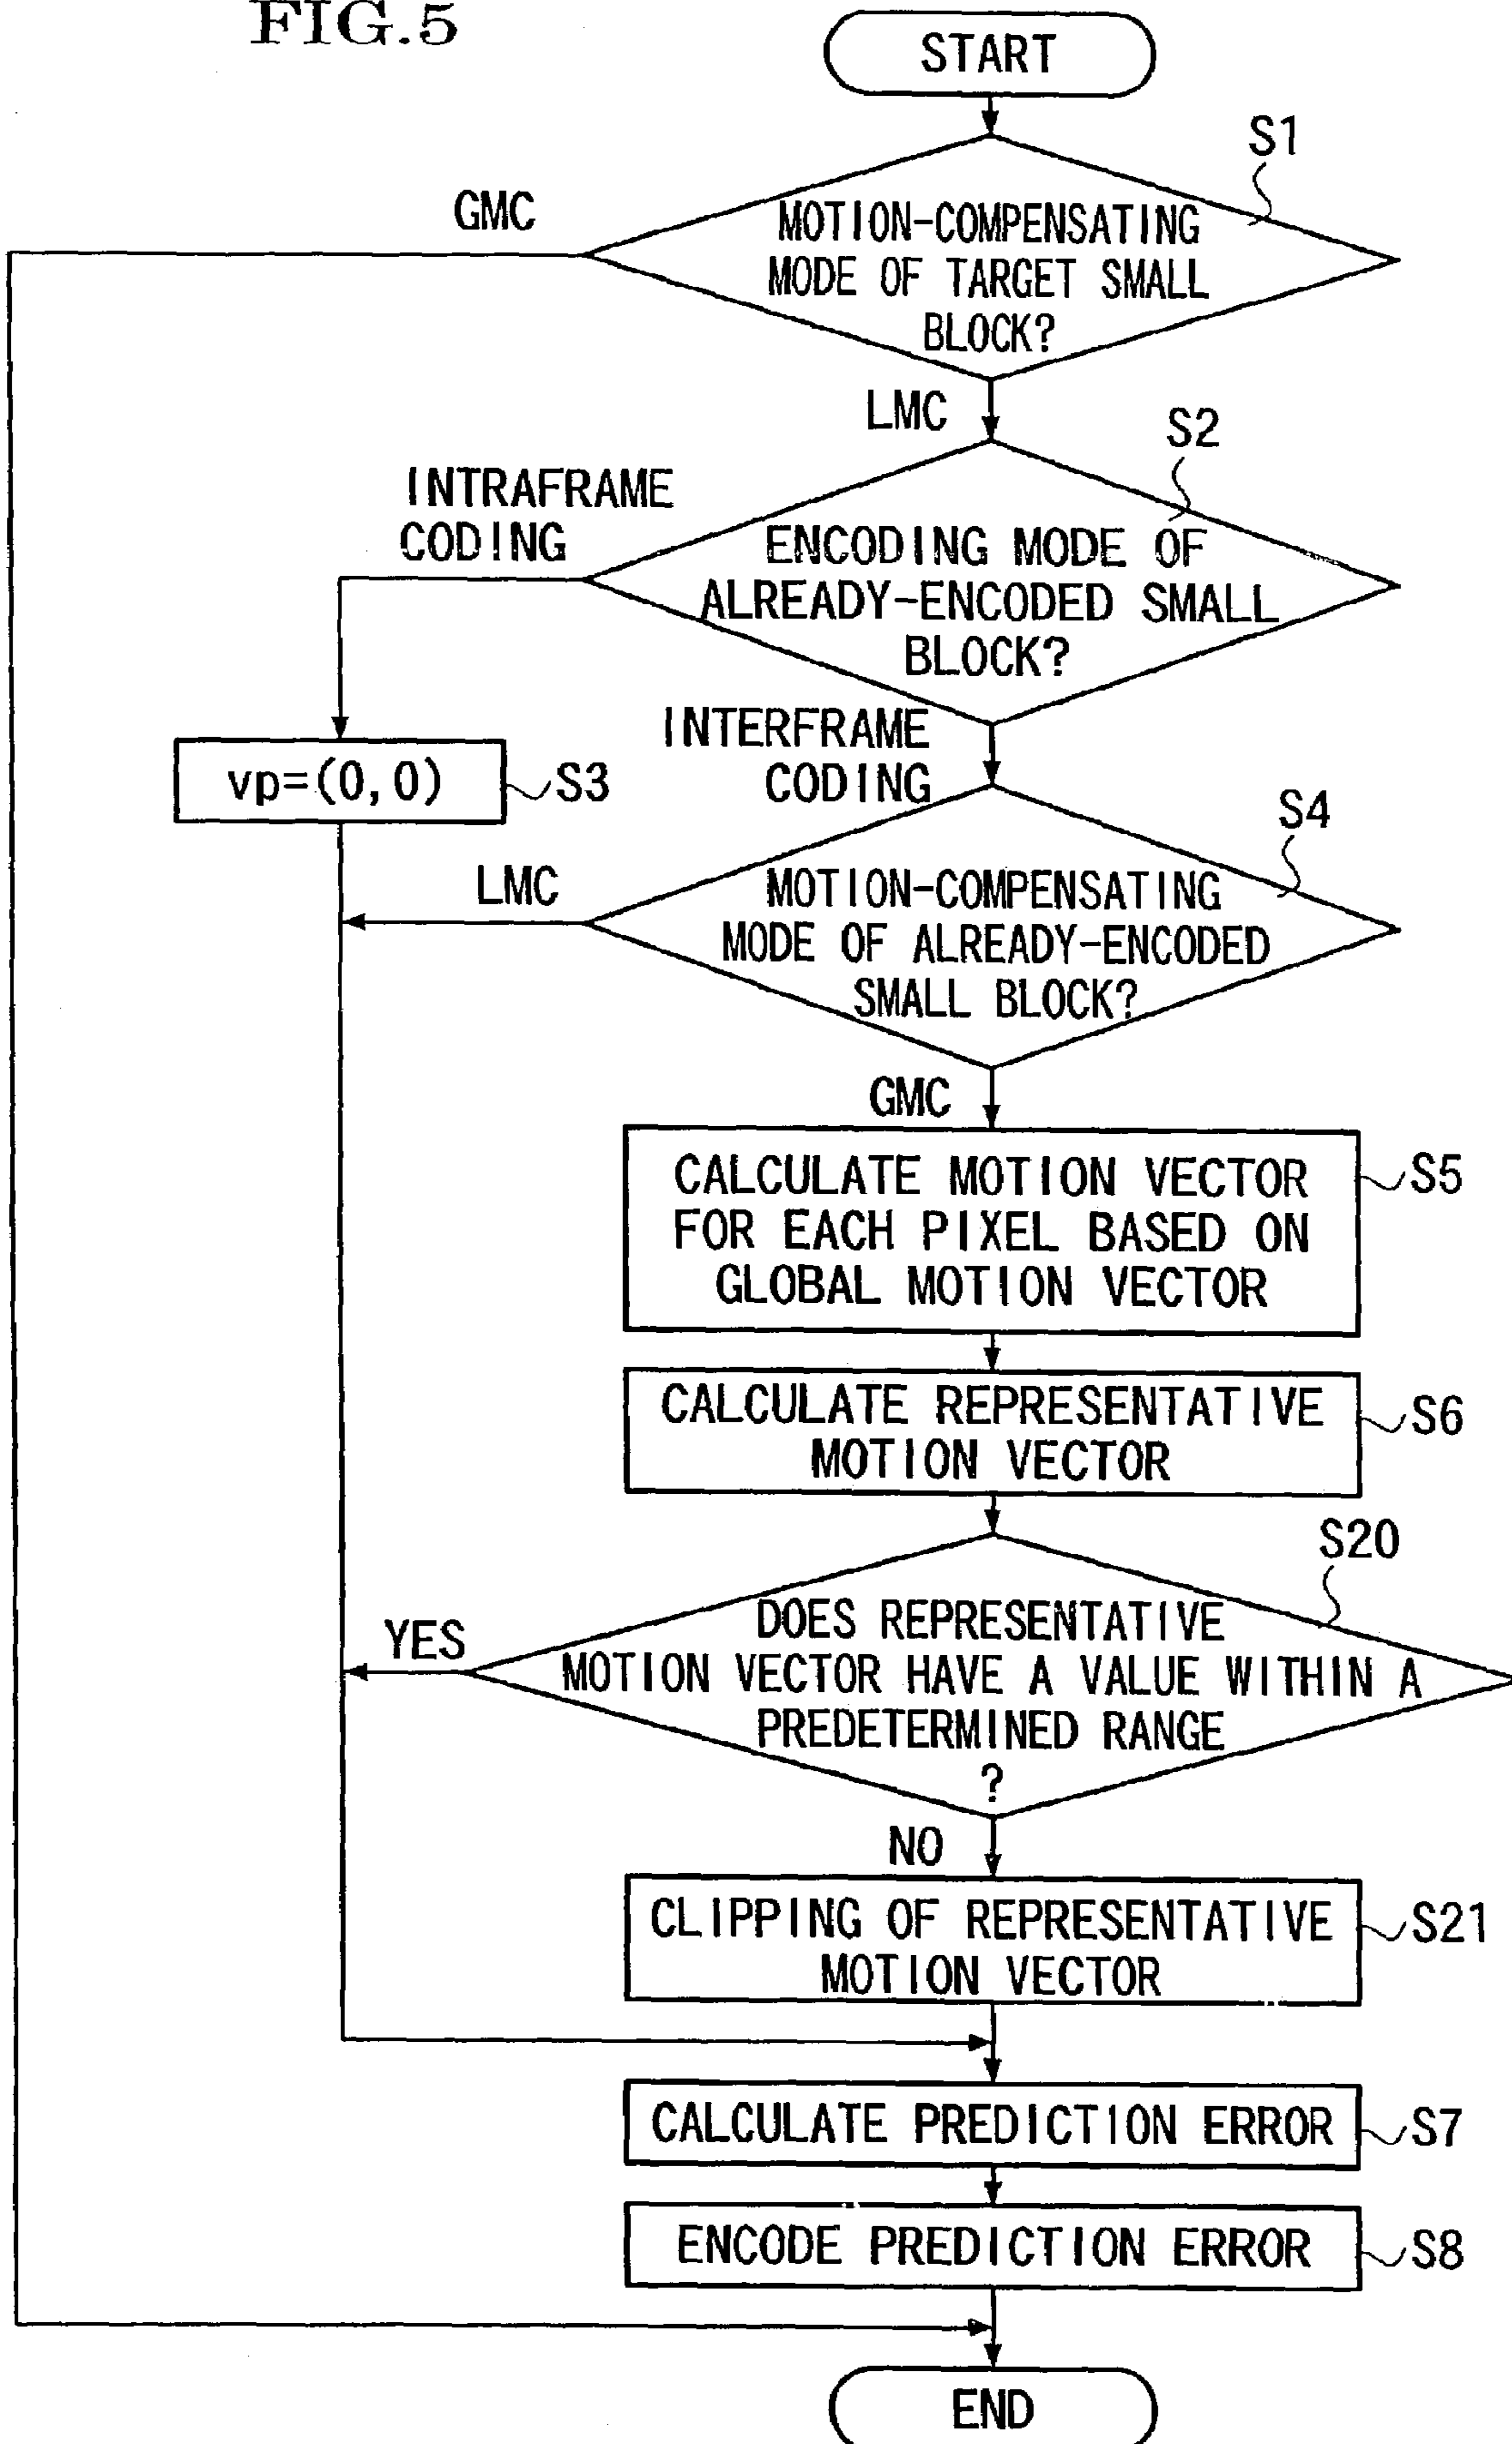 FIG.5
START
S1
GMC
MOTION-COMPENSATING
MODE OF TARGET SMALL
BLOCK?
LMC
S2
INTRAFRAME
CODING
ENCODING MODE OF
ALREADY-ENCODED SMALL
BLOCK?
INTERFRAME
CODING
vp=(0,0)
S3
S4
LMC
MOTION-COMPENSATING
MODE OF ALREADY-ENCODED
SMALL BLOCK?
GMC
CALCULATE MOTION VECTOR
FOR EACH PIXEL BASED ON
GLOBAL MOTION VECTOR
S5
CALCULATE REPRESENTATIVE
MOTION VECTOR
S6
S20
YES
DOES REPRESENTATIVE
MOTION VECTOR HAVE A VALUE WITHIN A
PREDETERMINED RANGE
?
NO
CLIPPING OF REPRESENTATIVE
MOTION VECTOR
S21
CALCULATE PREDICTION ERROR
S7
ENCODE PREDICTION ERROR
S8
END